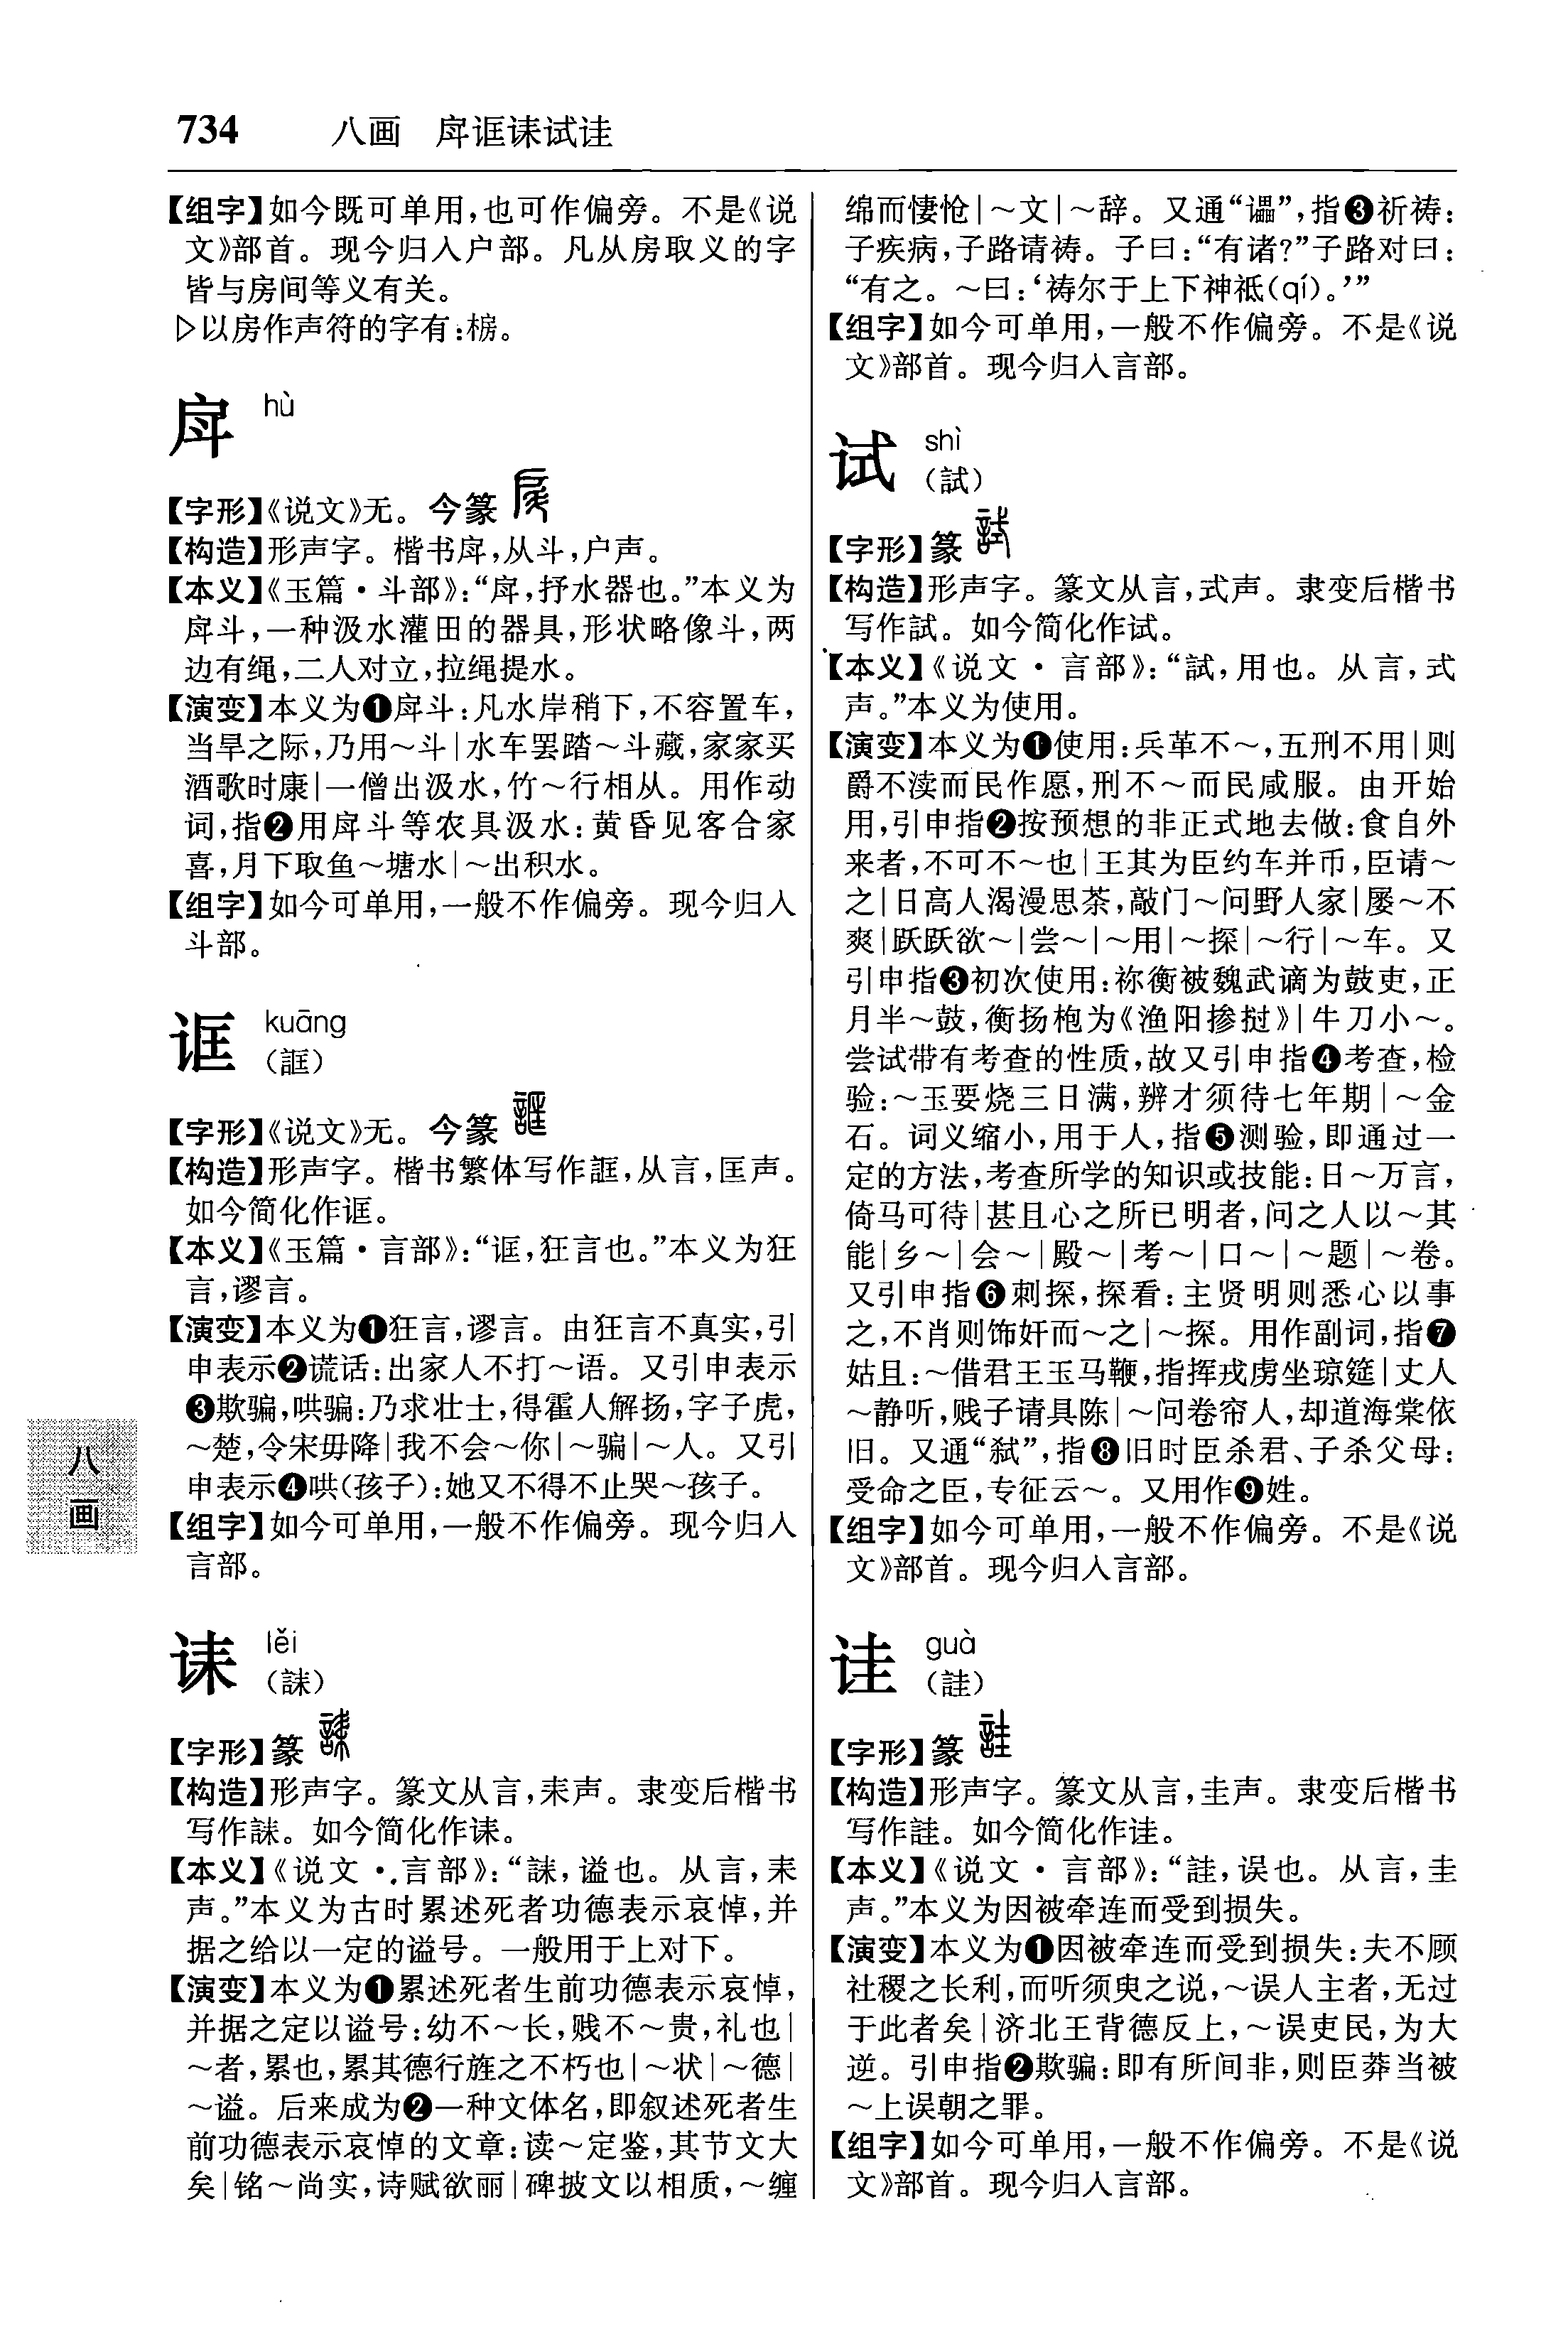 734 八画 戽诓诔试诖
【组字】如今既可单用,也可作偏旁。不是《说
文》部首。现今归入户部。凡从房取义的字
皆与房间等义有关。
▷以房作声符的字有:榜。
戽 hù
【字形】《说文》无。今篆
【构造】形声字。楷书戽,从斗,户声。
【本义】《玉篇·斗部》:“戽,抒水器也。”本义为
戽斗,一种汲水灌田的器具,形状略像斗,两
边有绳,二人对立,拉绳提水。
【演变】本义为❶戽斗:凡水岸稍下,不容置车,
当旱之际,乃用～斗|水车罢踏～斗藏,家家买
酒歌时康|一僧出汲水,竹～行相从。用作动
词,指❷用戽斗等农具汲水:黄昏见客合家
喜,月下取鱼～塘水|～出积水。
【组字】如今可单用,一般不作偏旁。现今归入
斗部。
诓 kuāng
(誆)
【字形】《说文》无。今篆
【构造】形声字。楷书繁体写作誆,从言,匡声。
如今简化作诓。
【本义】《玉篇·言部》:“诓,狂言也。”本义为狂
言,谬言。
【演变】本义为❶狂言,谬言。由狂言不真实,引
申表示❷谎话:出家人不打～语。又引申表示
❸欺骗,哄骗:乃求壮士,得霍人解扬,字子虎,
～楚,令宋毋降|我不会～你|～骗|～人。又引
申表示❹哄(孩子):她又不得不止哭～孩子。
【组字】如今可单用,一般不作偏旁。现今归入
言部。
诔 lěi
(誄)
【字形】篆
【构造】形声字。篆文从言,耒声。隶变后楷书
写作誄。如今简化作诔。
【本义】《说文·言部》:“誄,谥也。从言,耒
声。”本义为古时累述死者功德表示哀悼,并
据之给以一定的谥号。一般用于上对下。
【演变】本义为❶累述死者生前功德表示哀悼,
并据之定以谥号:幼不～长,贱不～贵,礼也|
～者,累也,累其德行旌之不朽也|～状|～德|
～谥。后来成为❷一种文体名,即叙述死者生
前功德表示哀悼的文章:读～定鉴,其节文大
矣|铭～尚实,诗赋欲丽|碑披文以相质,～缠
绵而悽怆|～文|～辞。又通“讄”,指❸祈祷:
子疾病,子路请祷。子曰:“有诸?”子路对曰:
“有之。～曰:‘祷尔于上下神祇(qí)。’”
【组字】如今可单用,一般不作偏旁。不是《说
文》部首。现今归入言部。
试 shì
(試)
【字形】篆
【构造】形声字。篆文从言,式声。隶变后楷书
写作試。如今简化作试。
【本义】《说文·言部》:“試,用也。从言,式
声。”本义为使用。
【演变】本义为❶使用:兵革不～,五刑不用|则
爵不渎而民作愿,刑不～而民咸服。由开始
用,引申指❷按预想的非正式地去做:食自外
来者,不可不～也|王其为臣约车并币,臣请～
之|日高人渴漫思茶,敲门～问野人家|屡～不
爽|跃跃欲～|尝～|～用|～探|～行|～车。又
引申指❸初次使用:祢衡被魏武谪为鼓吏,正
月半～鼓,衡扬枹为《渔阳掺挝》|牛刀小～。
尝试带有考查的性质,故又引申指❹考查,检
验:～玉要烧三日满,辨才须待七年期|～金
石。词义缩小,用于人,指❺测验,即通过一
定的方法,考查所学的知识或技能:日～万言,
倚马可待|甚且心之所已明者,问之人以～其
能|乡～|会～|殿～|考～|口～|～题|～卷。
又引申指❻刺探,探看:主贤明则悉心以事
之,不肖则饰奸而～之|～探。用作副词,指❼
姑且:～借君王玉马鞭,指挥戎虏坐琼筵|丈人
～静听,贱子请具陈|～问卷帘人,却道海棠依
旧。又通“弑”,指❽旧时臣杀君、子杀父母:
受命之臣,专征云～。又用作❾姓。
【组字】如今可单用,一般不作偏旁。不是《说
文》部首。现今归入言部。
诖 guà
(註)
【字形】篆
【构造】形声字。篆文从言,圭声。隶变后楷书
写作詿。如今简化作诖。
【本义】《说文·言部》:“詿,误也。从言,圭
声。”本义为因被牵连而受到损失。
【演变】本义为❶因被牵连而受到损失:夫不顾
社稷之长利,而听须臾之说,～误人主者,无过
于此者矣|济北王背德反上,～误吏民,为大
逆。引申指❷欺骗:即有所间非,则臣莽当被
～上误朝之罪。
【组字】如今可单用,一般不作偏旁。不是《说
文》部首。现今归入言部。
八
画